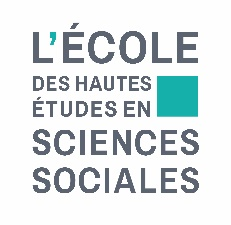 L'ÉCOLE
DES HAUTES
ÉTUDES EN
SCIENCES
SOCIALES